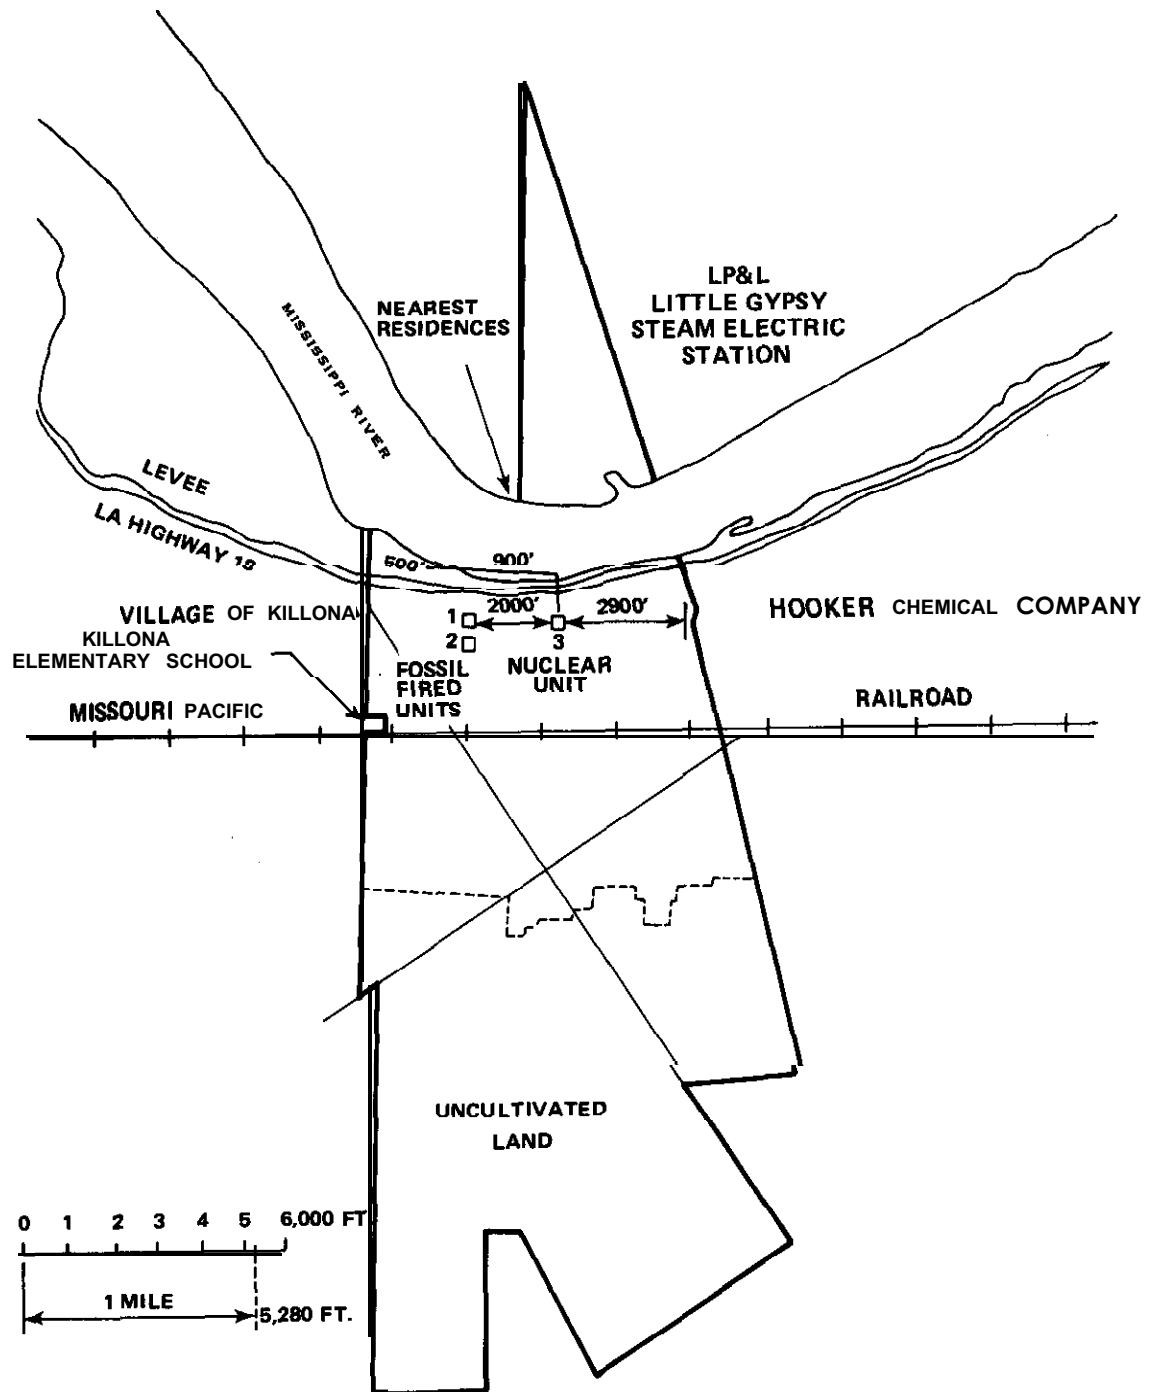 LP&L
LITTLE GYPSY
STEAM ELECTRIC
STATION
NEAREST
RESIDENCES
MISSISSIPPI RIVER
LEVEE
LA HIGHWAY 18
500'
900'
2000'
2900'
1
2
3
VILLAGE OF KILLONA
KILLONA
ELEMENTARY SCHOOL
FOSSIL
FIRED
UNITS
NUCLEAR
UNIT
HOOKER CHEMICAL COMPANY
MISSOURI PACIFIC
RAILROAD
UNCULTIVATED
LAND
0 1 2 3 4 5 6,000 FT
1 MILE
5,280 FT.